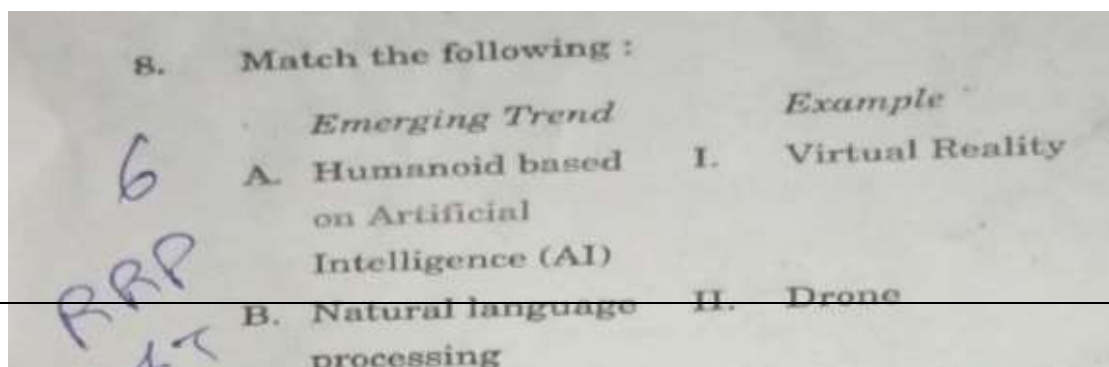 8. Match the following :
Emerging Trend Example
A. Humanoid based I. Virtual Reality
on Artificial
Intelligence (AI)
B. Natural language II. Drone
processing
6
RRP